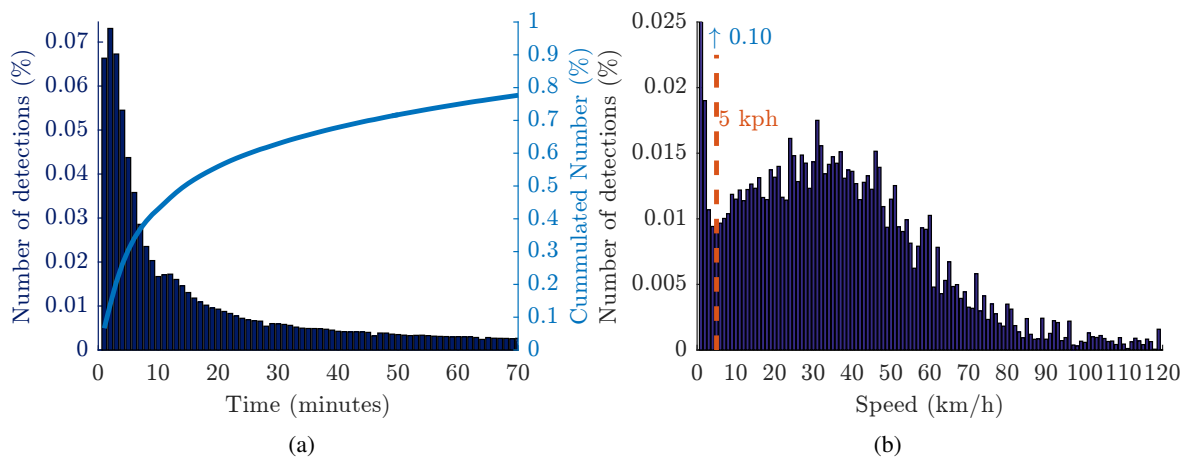 Number of detections (%)
0.07
0.06
0.05
0.04
0.03
0.02
0.01
0
0 10 20 30 40 50 60 70
Time (minutes)
1
0.9
0.8
0.7
0.6
0.5
0.4
0.3
0.2
0.1
0
Cummulated Number (%)
(a)
Number of detections (%)
0.025
0.02
0.015
0.01
0.005
0
↑ 0.10
5 kph
0 10 20 30 40 50 60 70 80 90 100 110 120
Speed (km/h)
(b)